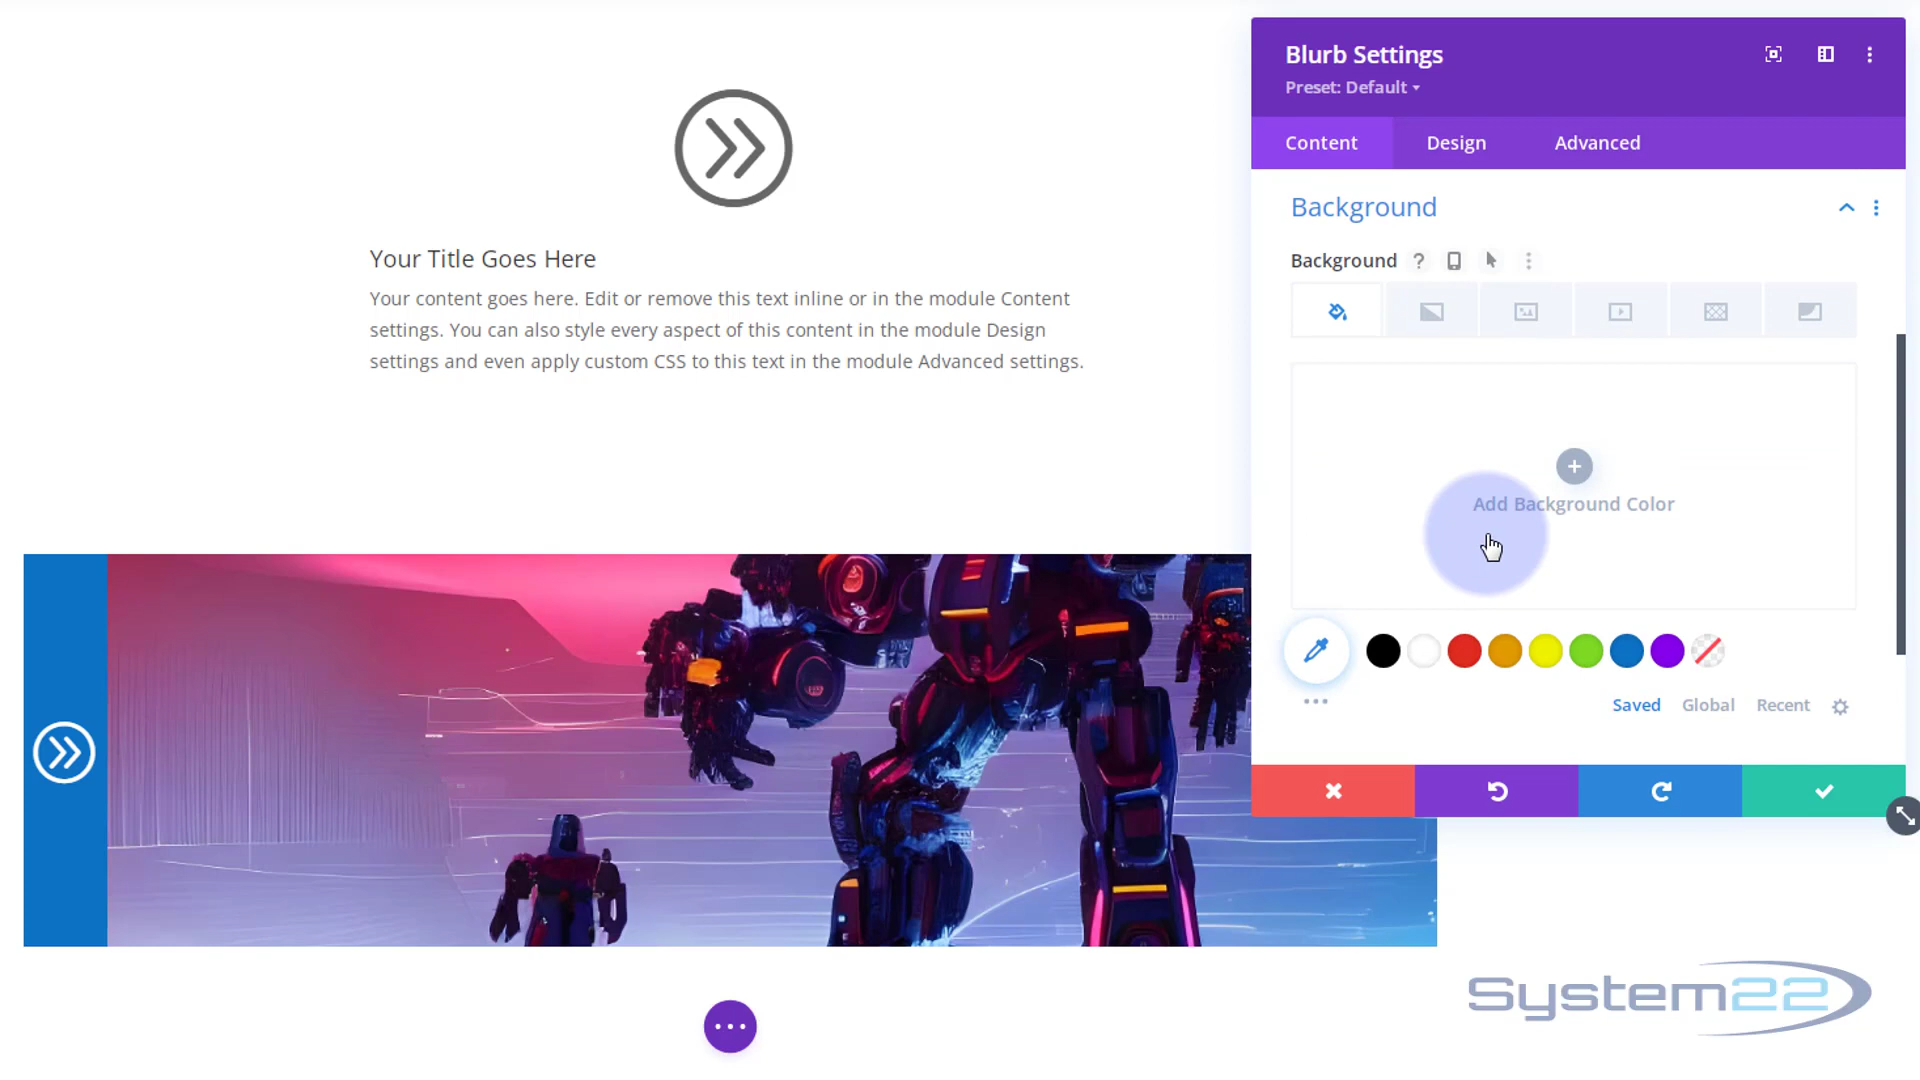 Blurb Settings
Preset: Default
Content Design Advanced
Background
Background ?
Add Background Color
Saved Global Recent
Your Title Goes Here
Your content goes here. Edit or remove this text inline or in the module Content
settings. You can also style every aspect of this content in the module Design
settings and even apply custom CSS to this text in the module Advanced settings.
System22